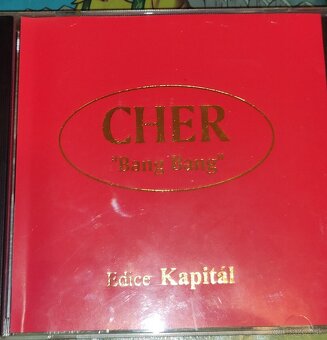 CHER
"Bang Bang"
Edice Kapitál